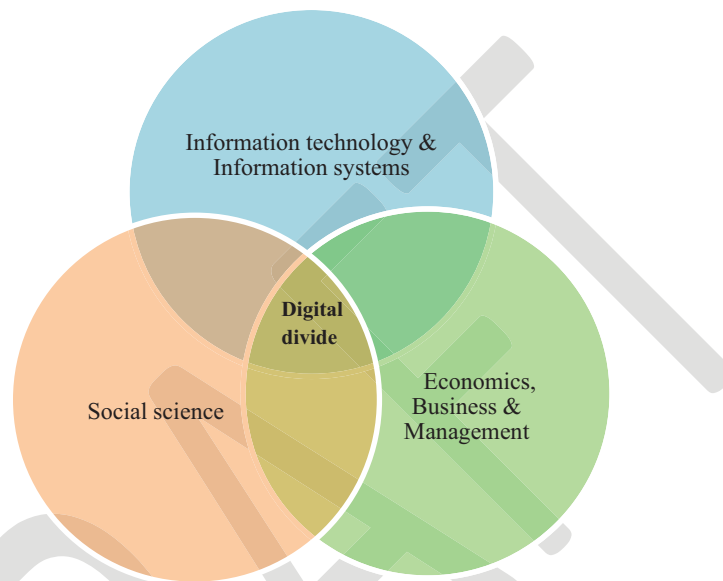 Information technology &
Information systems
Digital
divide
Social science
Economics,
Business &
Management